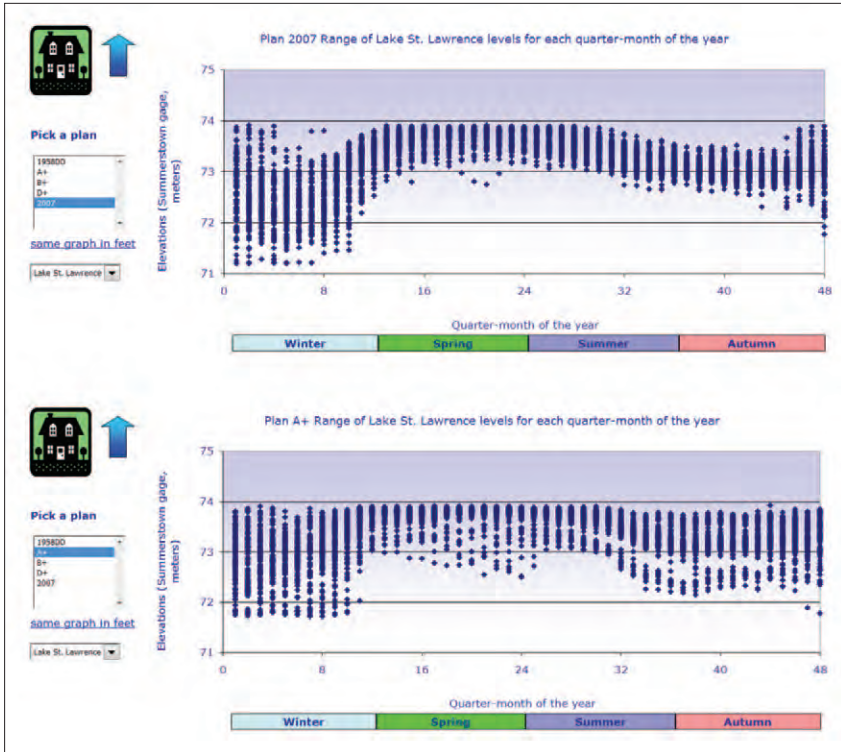 Plan 2007 Range of Lake St. Lawrence levels for each quarter-month of the year
Pick a plan
1958DD
A+
B+
D+
2007
same graph in feet
Lake St. Lawrence
Elevations (Summerstown gage,
meters)
75
74
73
72
71
0 8 16 24 32 40 48
Quarter-month of the year
Winter Spring Summer Autumn
Plan A+ Range of Lake St. Lawrence levels for each quarter-month of the year
Pick a plan
1958DD
A+
B+
D+
2007
same graph in feet
Lake St. Lawrence
Elevations (Summerstown gage,
meters)
75
74
73
72
71
0 8 16 24 32 40 48
Quarter-month of the year
Winter Spring Summer Autumn